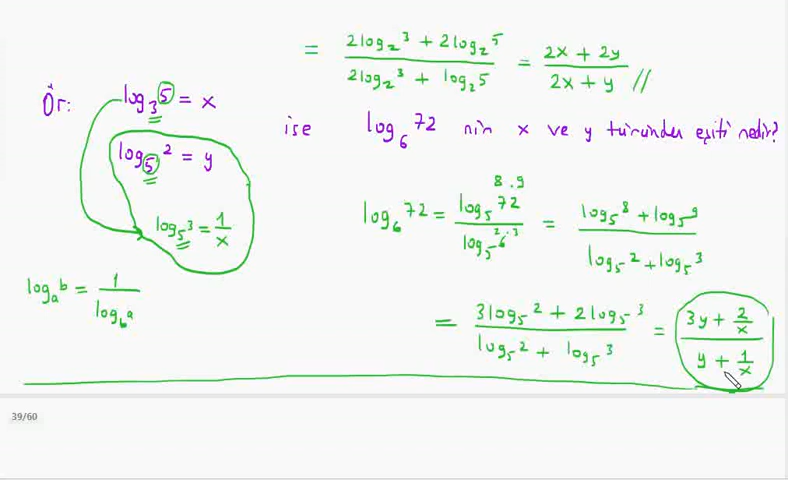 = (2log₂3 + 2log₂5) / (2log₂3 + log₂5) = (2x + 2y) / (2x + y) //
Ör: log₃5 = x
ise log₆72 nin x ve y türünden eşiti nedir?
log₅2 = y
8.9
log₆72 = log₅72 / log₅6 = (log₅8 + log₅9) / (log₅2 + log₅3)
2.3
log₅3 = 1/x
logₐb = 1 / log_b a
= (3log₅2 + 2log₅3) / (log₅2 + log₅3) = (3y + 2/x) / (y + 1/x)
39/60